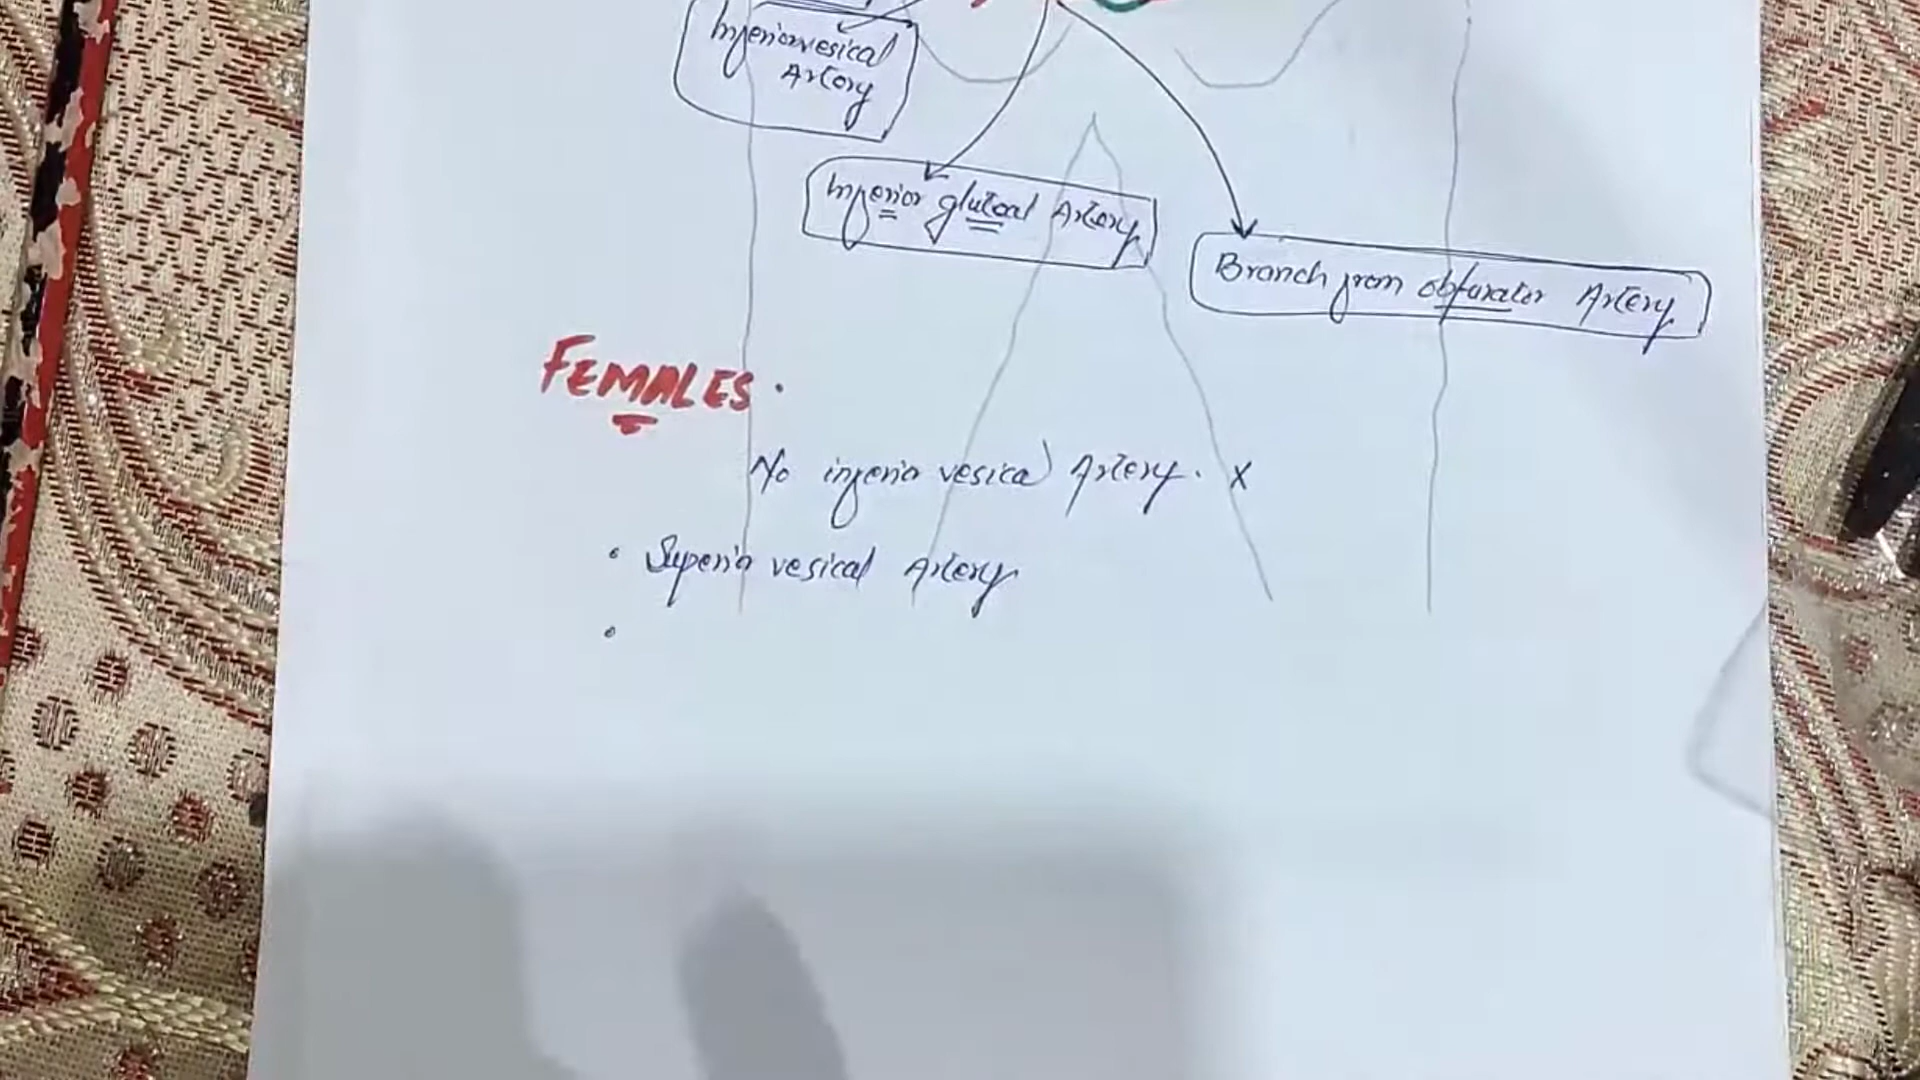 Inferior vesical
Artery
Inferior gluteal Artery
Branch from obturator Artery
FEMALES.
No inferior vesical Artery. x
• Superior vesical Artery
•